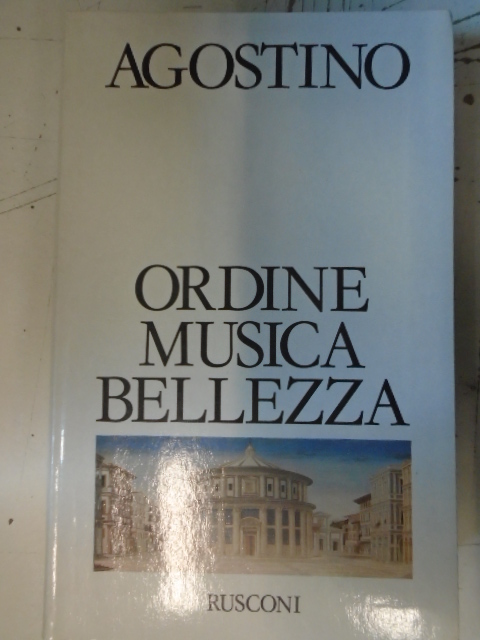 AGOSTINO
ORDINE
MUSICA
BELLEZZA
RUSCONI